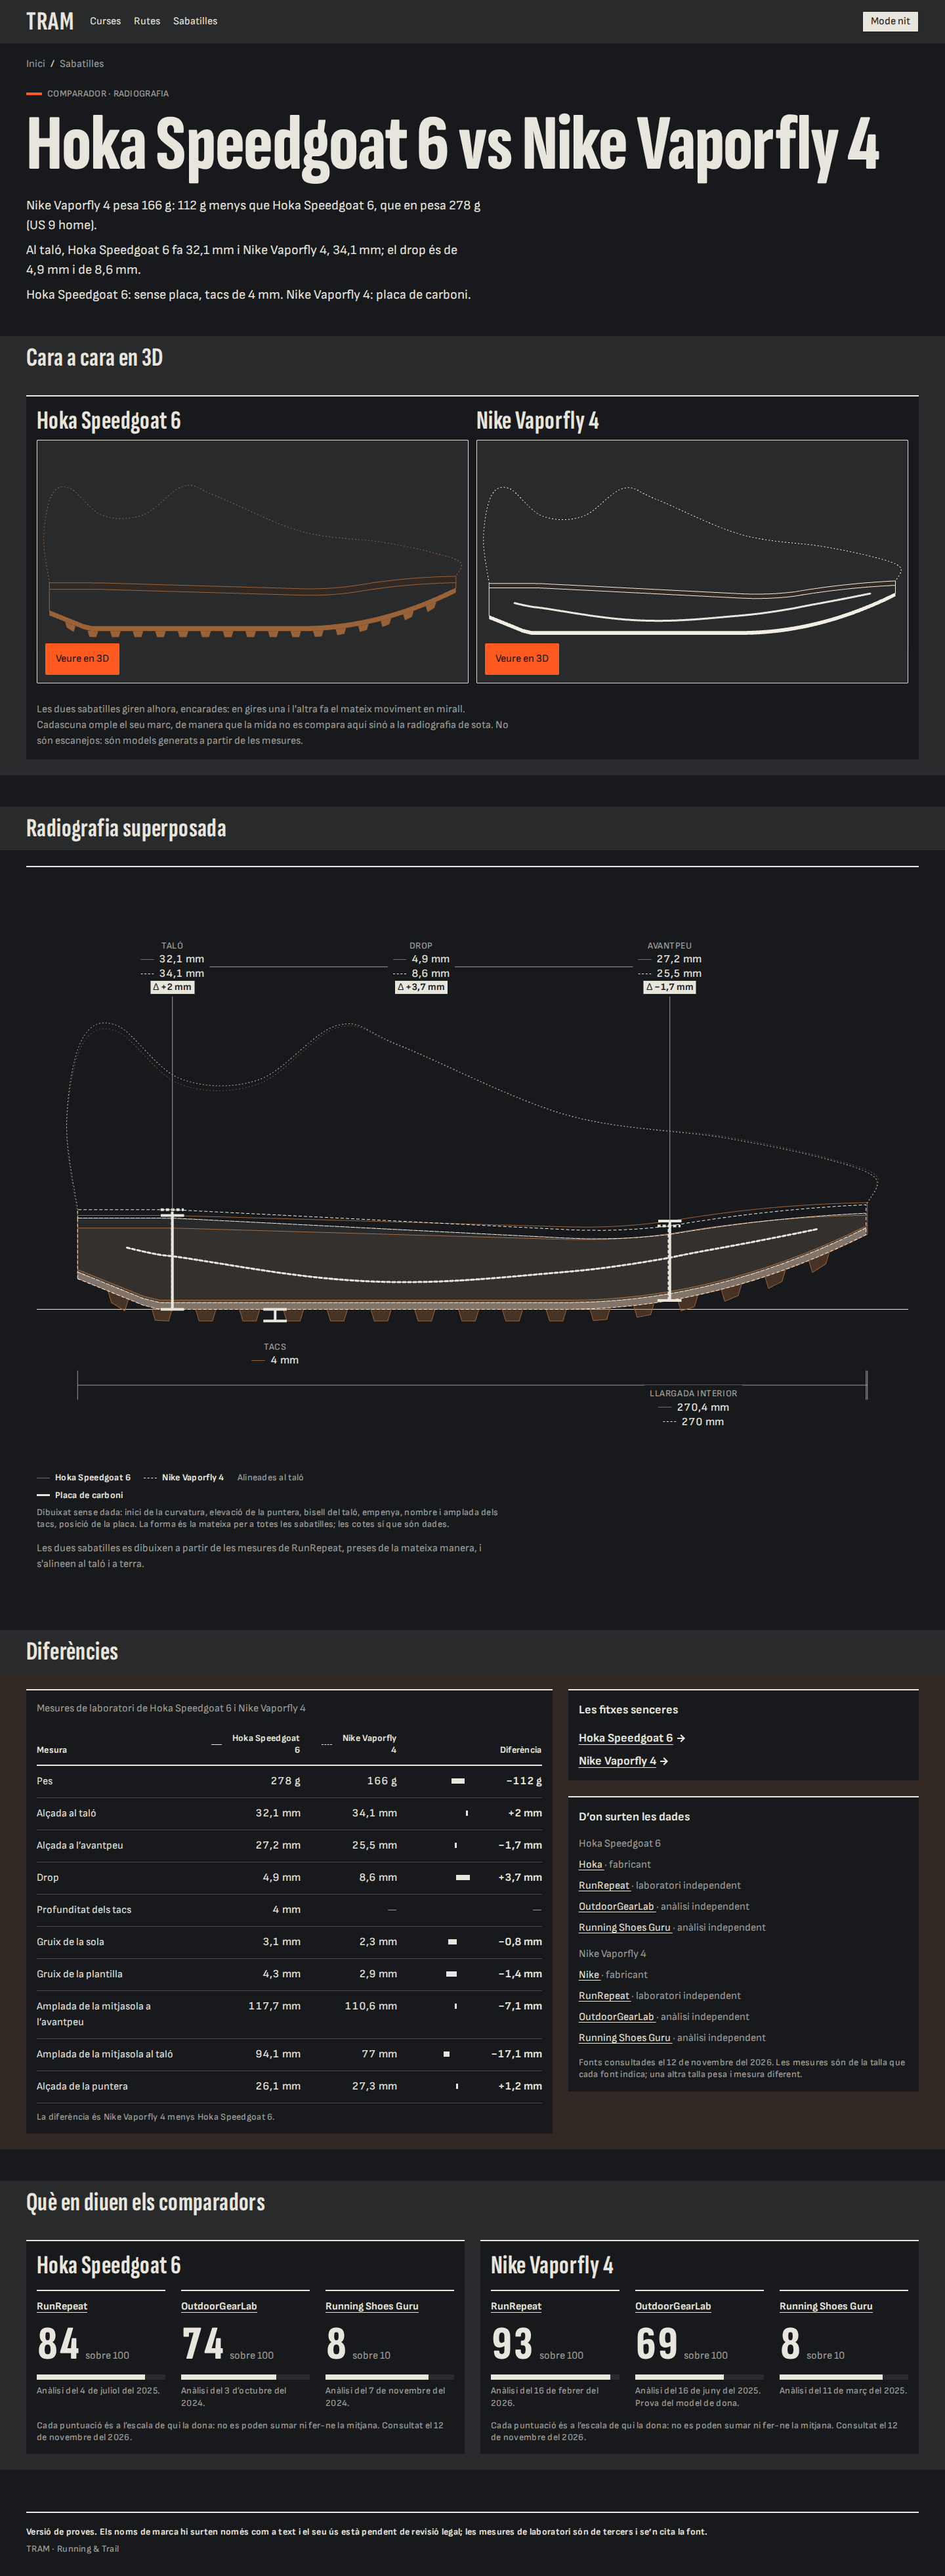 TRAM
Curses Rutes Sabatilles
Mode nit
Inici / Sabatilles
COMPARADOR · RADIOGRAFIA
Hoka Speedgoat 6 vs Nike Vaporfly 4
Nike Vaporfly 4 pesa 166 g: 112 g menys que Hoka Speedgoat 6, que en pesa 278 g
(US 9 home).
Al taló, Hoka Speedgoat 6 fa 32,1 mm i Nike Vaporfly 4, 34,1 mm; el drop és de
4,9 mm i de 8,6 mm.
Hoka Speedgoat 6: sense placa, tacs de 4 mm. Nike Vaporfly 4: placa de carboni.
Cara a cara en 3D
Hoka Speedgoat 6
Nike Vaporfly 4
Veure en 3D
Veure en 3D
Les dues sabatilles giren alhora, encarades: en gires una i l'altra fa el mateix moviment en mirall.
Cadascuna omple el seu marc, de manera que la mida no es compara aquí sinó a la radiografia de sota. No
són escanejos: són models generats a partir de les mesures.
Radiografia superposada
TALÓ
32,1 mm
34,1 mm
Δ +2 mm
DROP
4,9 mm
8,6 mm
Δ +3,7 mm
AVANTPEU
27,2 mm
25,5 mm
Δ −1,7 mm
TACS
4 mm
LLARGADA INTERIOR
270,4 mm
270 mm
Hoka Speedgoat 6 Nike Vaporfly 4 Alineades al taló
Placa de carboni
Dibuixat sense dada: inici de la curvatura, elevació de la puntera, bisell del taló, empenya, nombre i amplada dels
tacs, posició de la placa. La forma és la mateixa per a totes les sabatilles; les cotes sí que són dades.
Les dues sabatilles es dibuixen a partir de les mesures de RunRepeat, preses de la mateixa manera, i
s'alineen al taló i a terra.
Diferències
Mesures de laboratori de Hoka Speedgoat 6 i Nike Vaporfly 4
Mesura Hoka Speedgoat 6 Nike Vaporfly 4 Diferència
Pes 278 g 166 g −112 g
Alçada al taló 32,1 mm 34,1 mm +2 mm
Alçada a l’avantpeu 27,2 mm 25,5 mm −1,7 mm
Drop 4,9 mm 8,6 mm +3,7 mm
Profunditat dels tacs 4 mm — —
Gruix de la sola 3,1 mm 2,3 mm −0,8 mm
Gruix de la plantilla 4,3 mm 2,9 mm −1,4 mm
Amplada de la mitjasola a
l’avantpeu 117,7 mm 110,6 mm −7,1 mm
Amplada de la mitjasola al taló 94,1 mm 77 mm −17,1 mm
Alçada de la puntera 26,1 mm 27,3 mm +1,2 mm
La diferència és Nike Vaporfly 4 menys Hoka Speedgoat 6.
Les fitxes senceres
Hoka Speedgoat 6 →
Nike Vaporfly 4 →
D’on surten les dades
Hoka Speedgoat 6
Hoka · fabricant
RunRepeat · laboratori independent
OutdoorGearLab · anàlisi independent
Running Shoes Guru · anàlisi independent
Nike Vaporfly 4
Nike · fabricant
RunRepeat · laboratori independent
OutdoorGearLab · anàlisi independent
Running Shoes Guru · anàlisi independent
Fonts consultades el 12 de novembre del 2026. Les mesures són de la talla que
cada font indica; una altra talla pesa i mesura diferent.
Què en diuen els comparadors
Hoka Speedgoat 6
RunRepeat
84 sobre 100
Anàlisi del 4 de juliol del 2025.
OutdoorGearLab
74 sobre 100
Anàlisi del 3 d'octubre del
2024.
Running Shoes Guru
8 sobre 10
Anàlisi del 7 de novembre del
2024.
Cada puntuació és a l'escala de qui la dona: no es poden sumar ni fer-ne la mitjana. Consultat el 12
de novembre del 2026.
Nike Vaporfly 4
RunRepeat
93 sobre 100
Anàlisi del 16 de febrer del
2026.
OutdoorGearLab
69 sobre 100
Anàlisi del 16 de juny del 2025.
Prova del model de dona.
Running Shoes Guru
8 sobre 10
Anàlisi del 11 de març del 2025.
Cada puntuació és a l'escala de qui la dona: no es poden sumar ni fer-ne la mitjana. Consultat el 12
de novembre del 2026.
Versió de proves. Els noms de marca hi surten només com a text i el seu ús està pendent de revisió legal; les mesures de laboratori són de tercers i se'n cita la font.
TRAM · Running & Trail